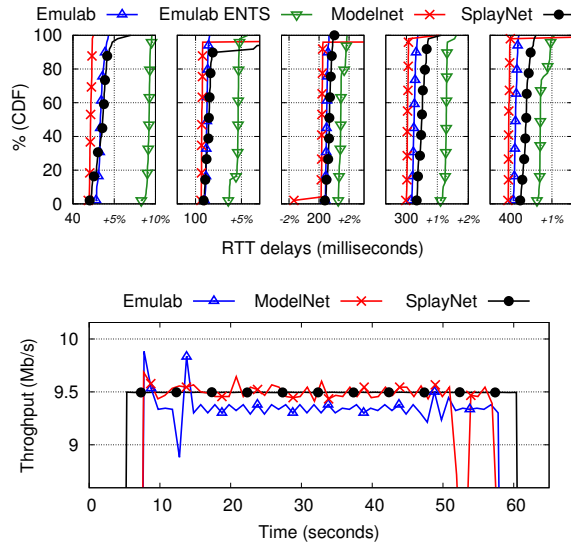 Emulab Emulab ENTS Modelnet SplayNet
% (CDF)
100
80
60
40
20
0
40 +5% +10% 100 +5% -2% 200 +2% 300 +1% +2% 400 +1%
RTT delays (milliseconds)
Emulab ModelNet SplayNet
Throghput (Mb/s)
10
9.5
9
0 10 20 30 40 50 60
Time (seconds)